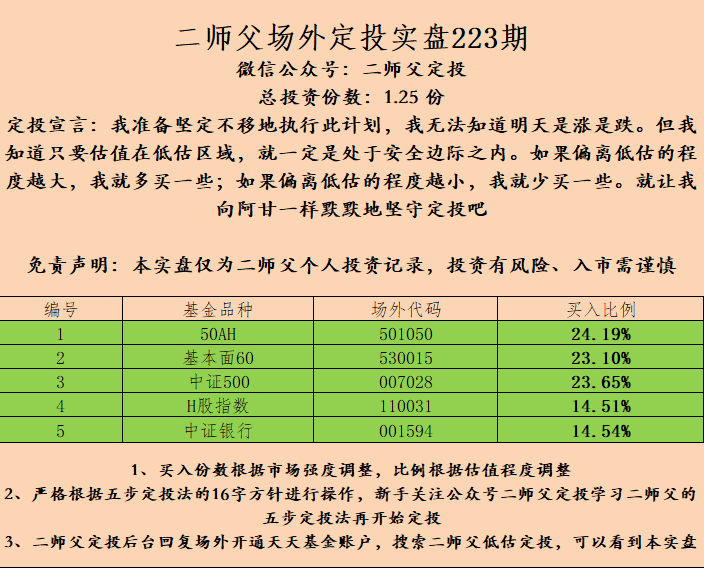 二师父场外定投实盘223期
微信公众号：二师父定投
总投资份数：1.25 份
定投宣言：我准备坚定不移地执行此计划，我无法知道明天是涨是跌。但我
知道只要估值在低估区域，就一定是处于安全边际之内。如果偏离低估的程
度越大，我就多买一些；如果偏离低估的程度越小，我就少买一些。就让我
向阿甘一样默默地坚守定投吧
免责声明：本实盘仅为二师父个人投资记录，投资有风险、入市需谨慎
编号 基金品种 场外代码 买入比例
1 50AH 501050 24.19%
2 基本面60 530015 23.10%
3 中证500 007028 23.65%
4 H股指数 110031 14.51%
5 中证银行 001594 14.54%
1、买入份数根据市场强度调整，比例根据估值程度调整
2、严格根据五步定投法的16字方针进行操作，新手关注公众号二师父定投学习二师父的
五步定投法再开始定投
3、二师父定投后台回复场外开通天天基金账户，搜索二师父低估定投，可以看到本实盘